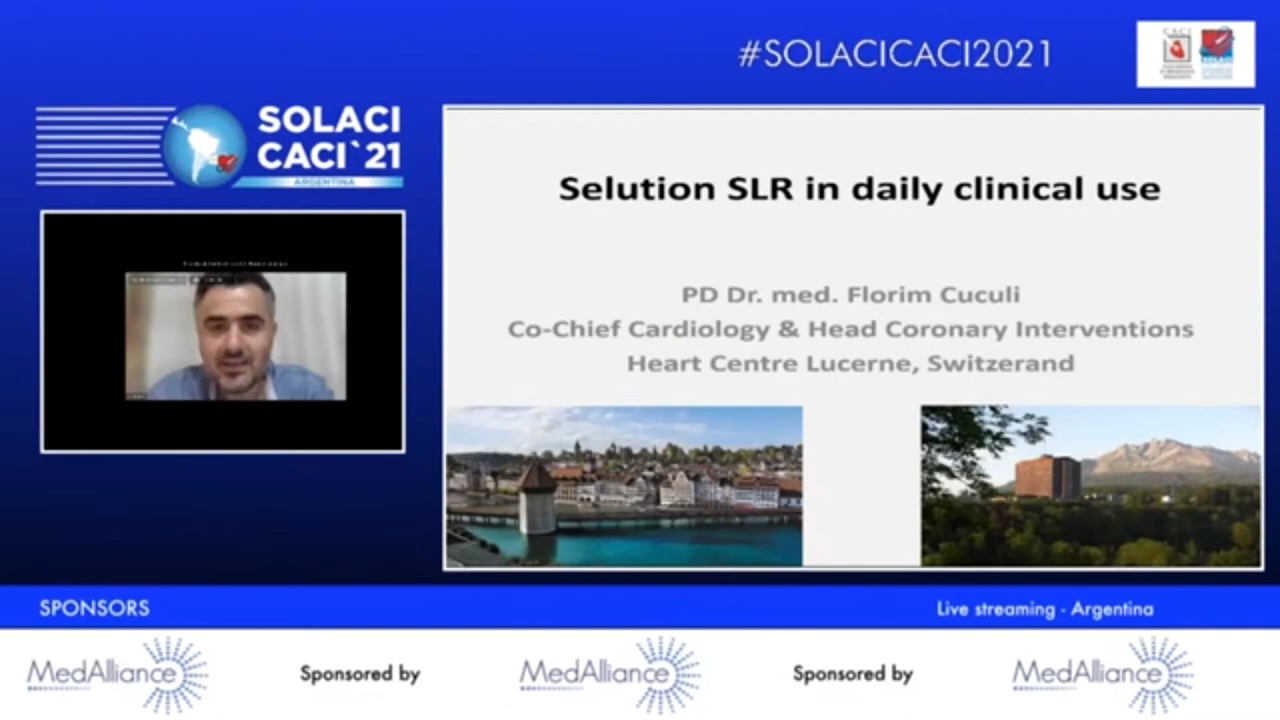 #SOLACICACI2021
CACI
SOLACI
CACI`21
ARGENTINA
Selution SLR in daily clinical use
PD Dr. med. Florim Cuculi
Co-Chief Cardiology & Head Coronary Interventions
Heart Centre Lucerne, Switzerand
SPONSORS
Live streaming - Argentina
MedAlliance
Sponsored by
MedAlliance
Sponsored by
MedAlliance